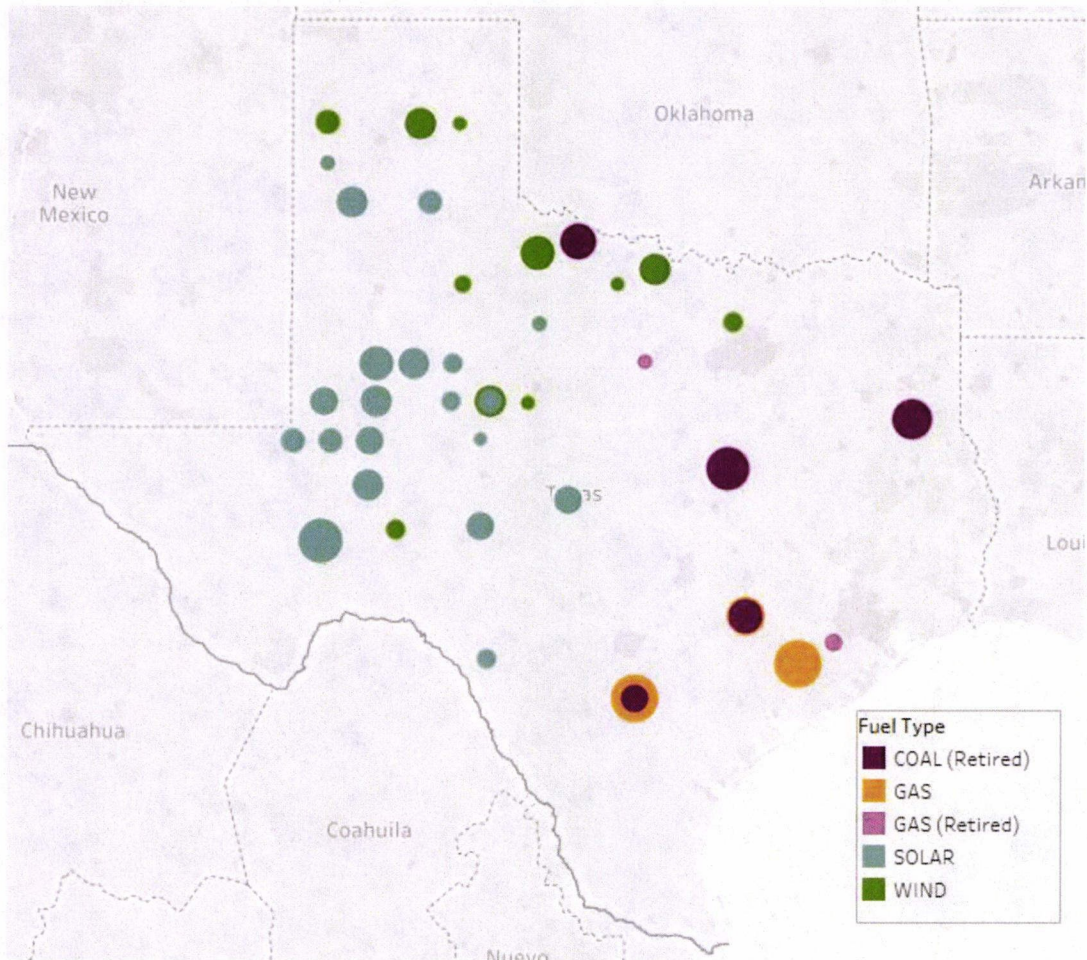 Oklahoma
New
Mexico
Arkan
Texas
Loui
Chihuahua
Coahuila
Nuevo
Fuel Type
COAL (Retired)
GAS
GAS (Retired)
SOLAR
WIND